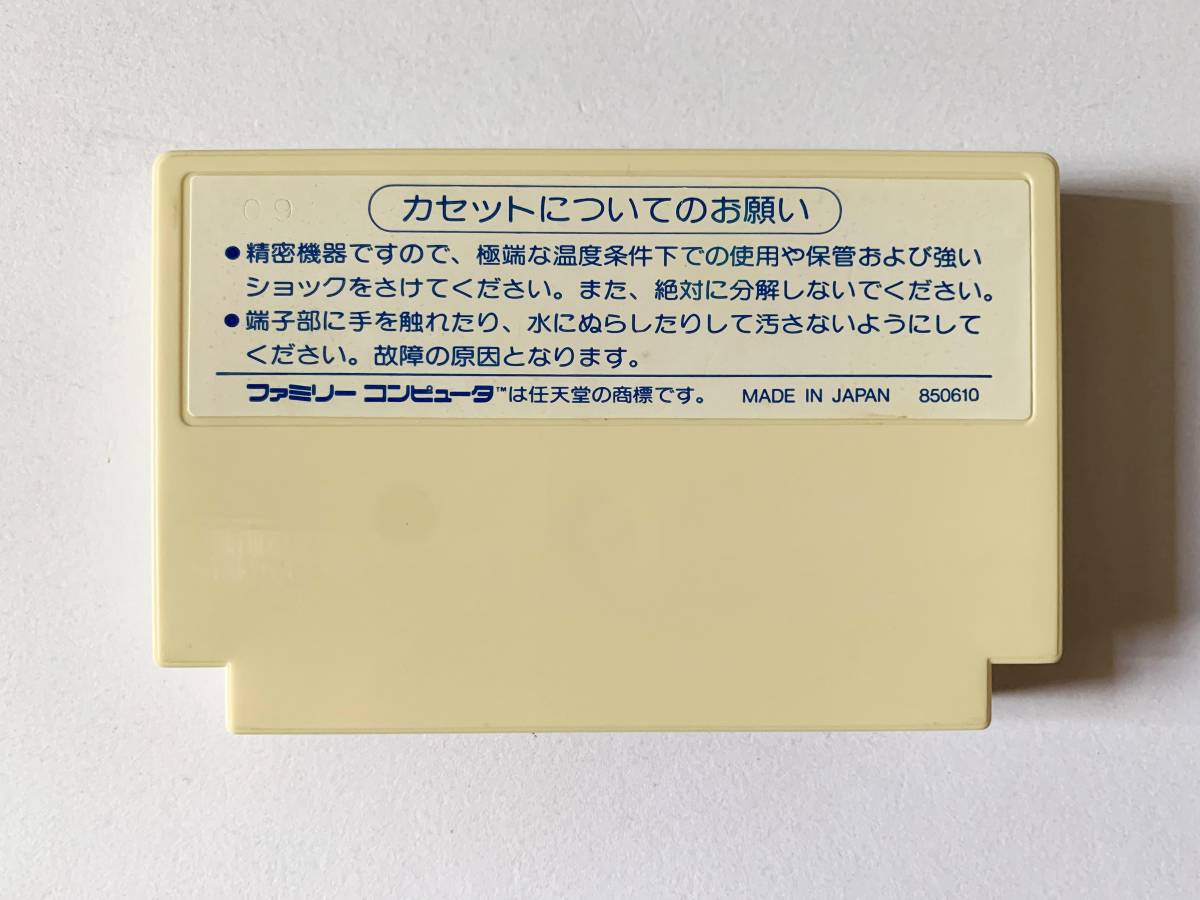 09
カセットについてのお願い
●精密機器ですので、極端な温度条件下での使用や保管および強い
ショックをさけてください。また、絶対に分解しないでください。
●端子部に手を触れたり、水にぬらしたりして汚さないようにして
ください。故障の原因となります。
ファミリー コンピュータ™は任天堂の商標です。 MADE IN JAPAN 850610